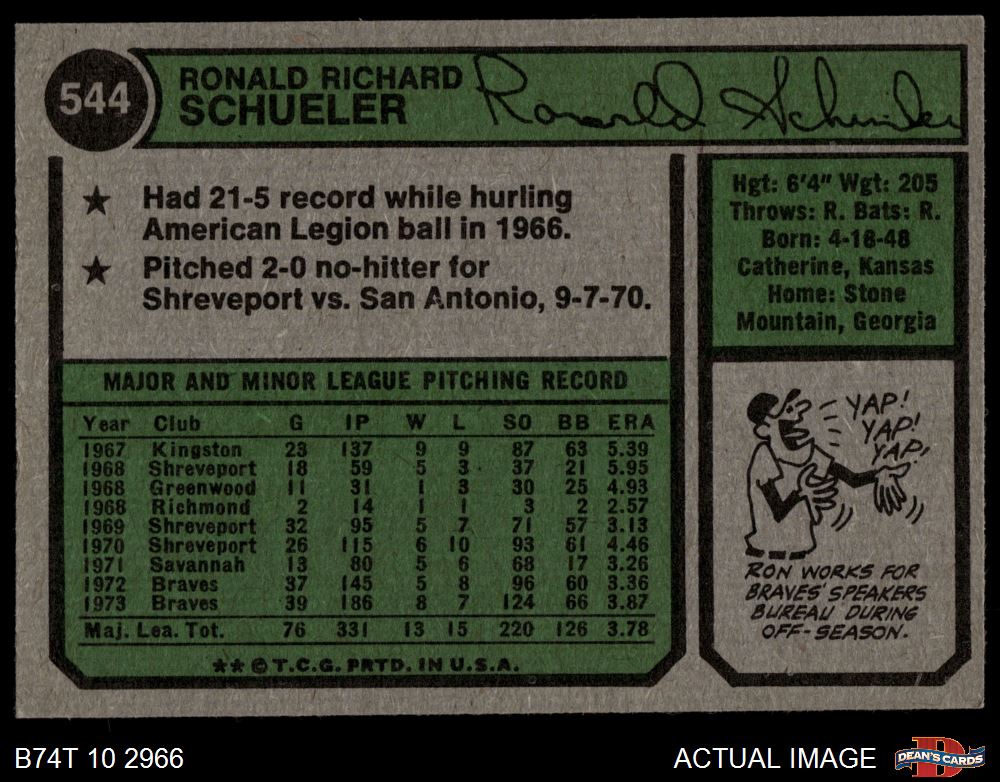 544
RONALD RICHARD
SCHUELER
Ronald Schueler
★ Had 21-5 record while hurling
American Legion ball in 1966.
★ Pitched 2-0 no-hitter for
Shreveport vs. San Antonio, 9-7-70.
Hgt: 6'4" Wgt: 205
Throws: R. Bats: R.
Born: 4-18-48
Catherine, Kansas
Home: Stone
Mountain, Georgia
MAJOR AND MINOR LEAGUE PITCHING RECORD
Year Club G IP W L SO BB ERA
1967 Kingston 23 137 9 9 87 63 5.39
1968 Shreveport 18 59 5 3 37 21 5.95
1968 Greenwood 11 31 1 3 30 25 4.93
1968 Richmond 2 14 1 1 3 2 2.57
1969 Shreveport 32 95 5 7 71 57 3.13
1970 Shreveport 26 115 6 10 93 61 4.46
1971 Savannah 13 80 5 6 68 17 3.26
1972 Braves 37 145 5 8 96 60 3.36
1973 Braves 39 186 8 7 124 66 3.87
Maj. Lea. Tot. 76 331 13 15 220 126 3.78
★★ © T.C.G. PRTD. IN U.S.A.
YAP!
YAP!
YAP!
RON WORKS FOR
BRAVES' SPEAKERS
BUREAU DURING
OFF-SEASON.
B74T 10 2966
ACTUAL IMAGE
D
DEAN'S CARDS